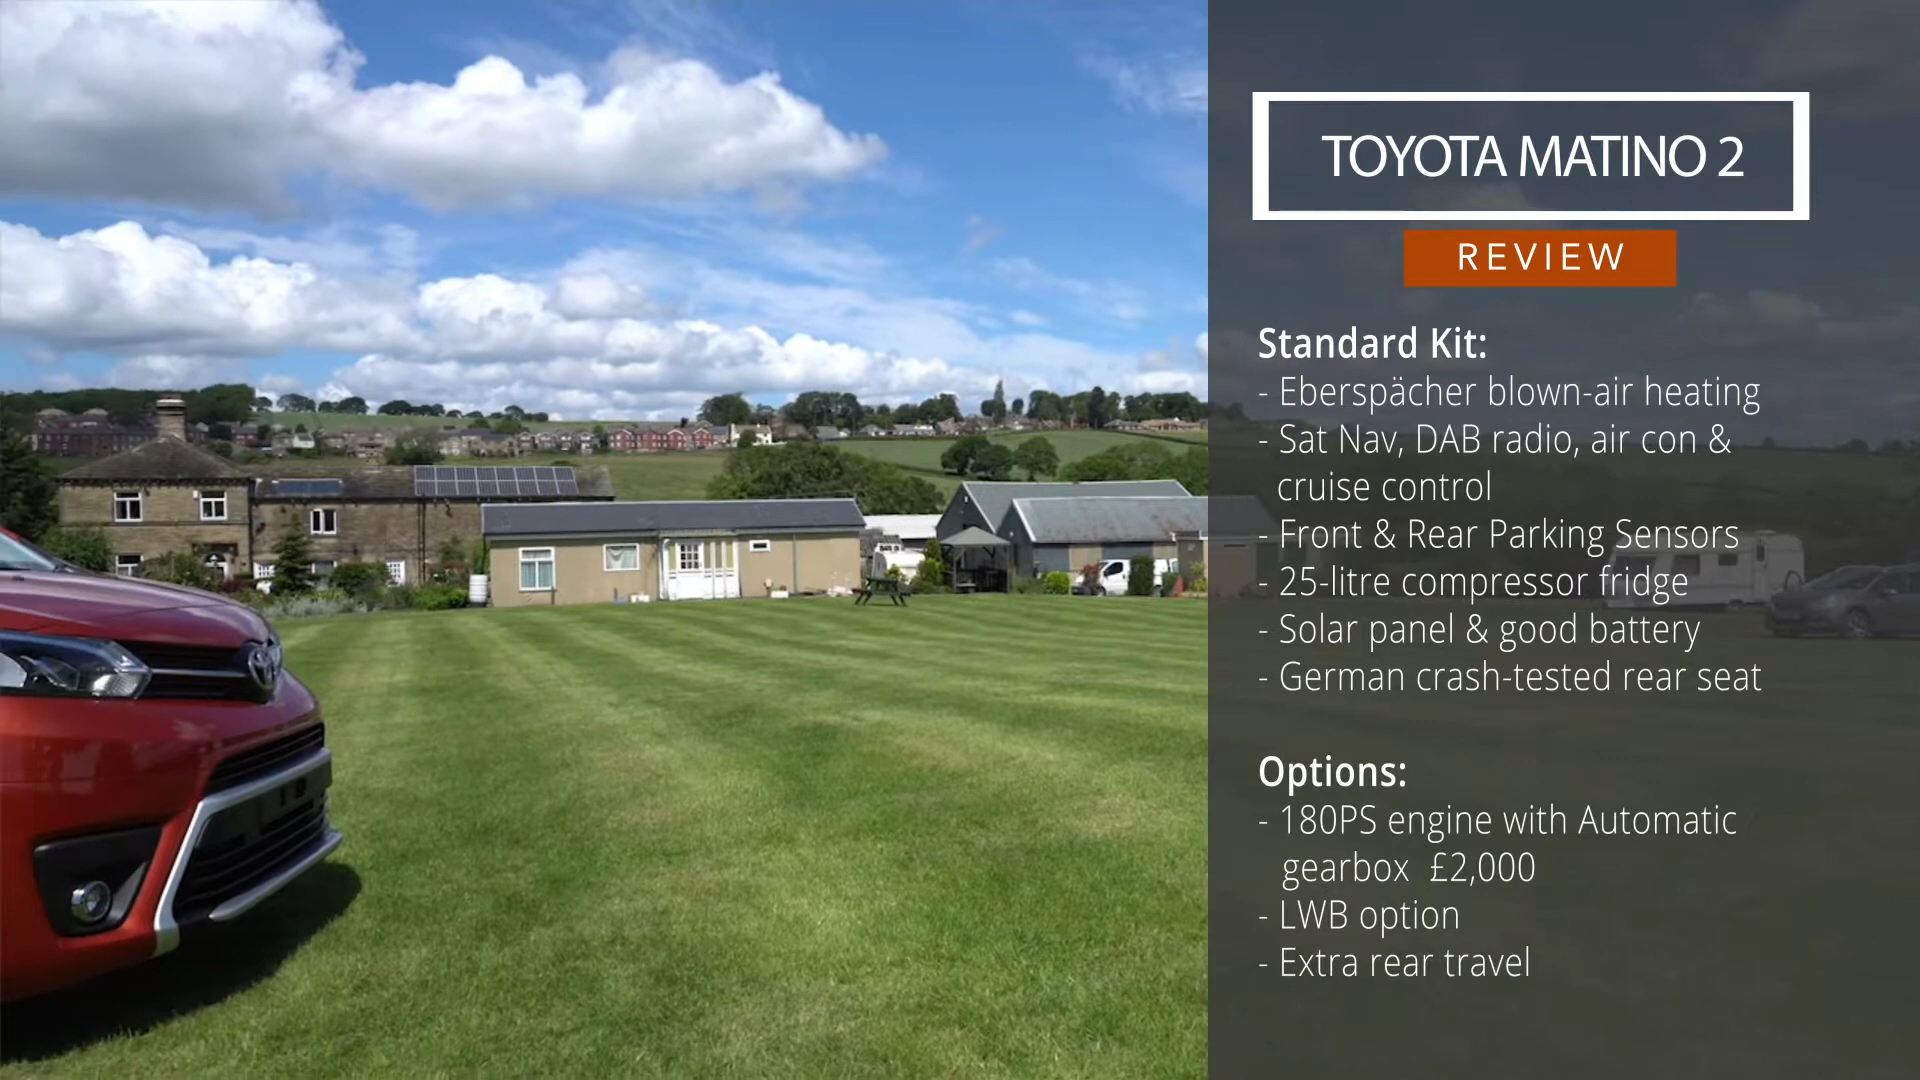 TOYOTA MATINO 2
REVIEW
Standard Kit:
- Eberspächer blown-air heating
- Sat Nav, DAB radio, air con &
cruise control
- Front & Rear Parking Sensors
- 25-litre compressor fridge
- Solar panel & good battery
- German crash-tested rear seat
Options:
- 180PS engine with Automatic
gearbox £2,000
- LWB option
- Extra rear travel